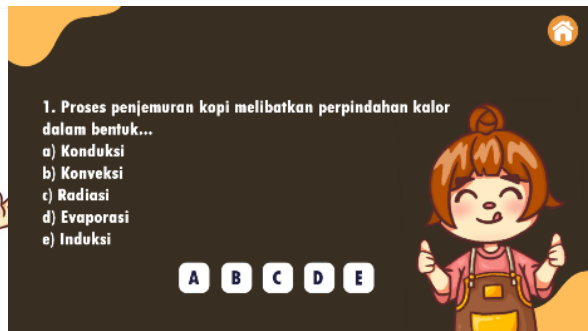 1. Proses penjemuran kopi melibatkan perpindahan kalor
dalam bentuk...
a) Konduksi
b) Konveksi
c) Radiasi
d) Evaporasi
e) Induksi
A B C D E